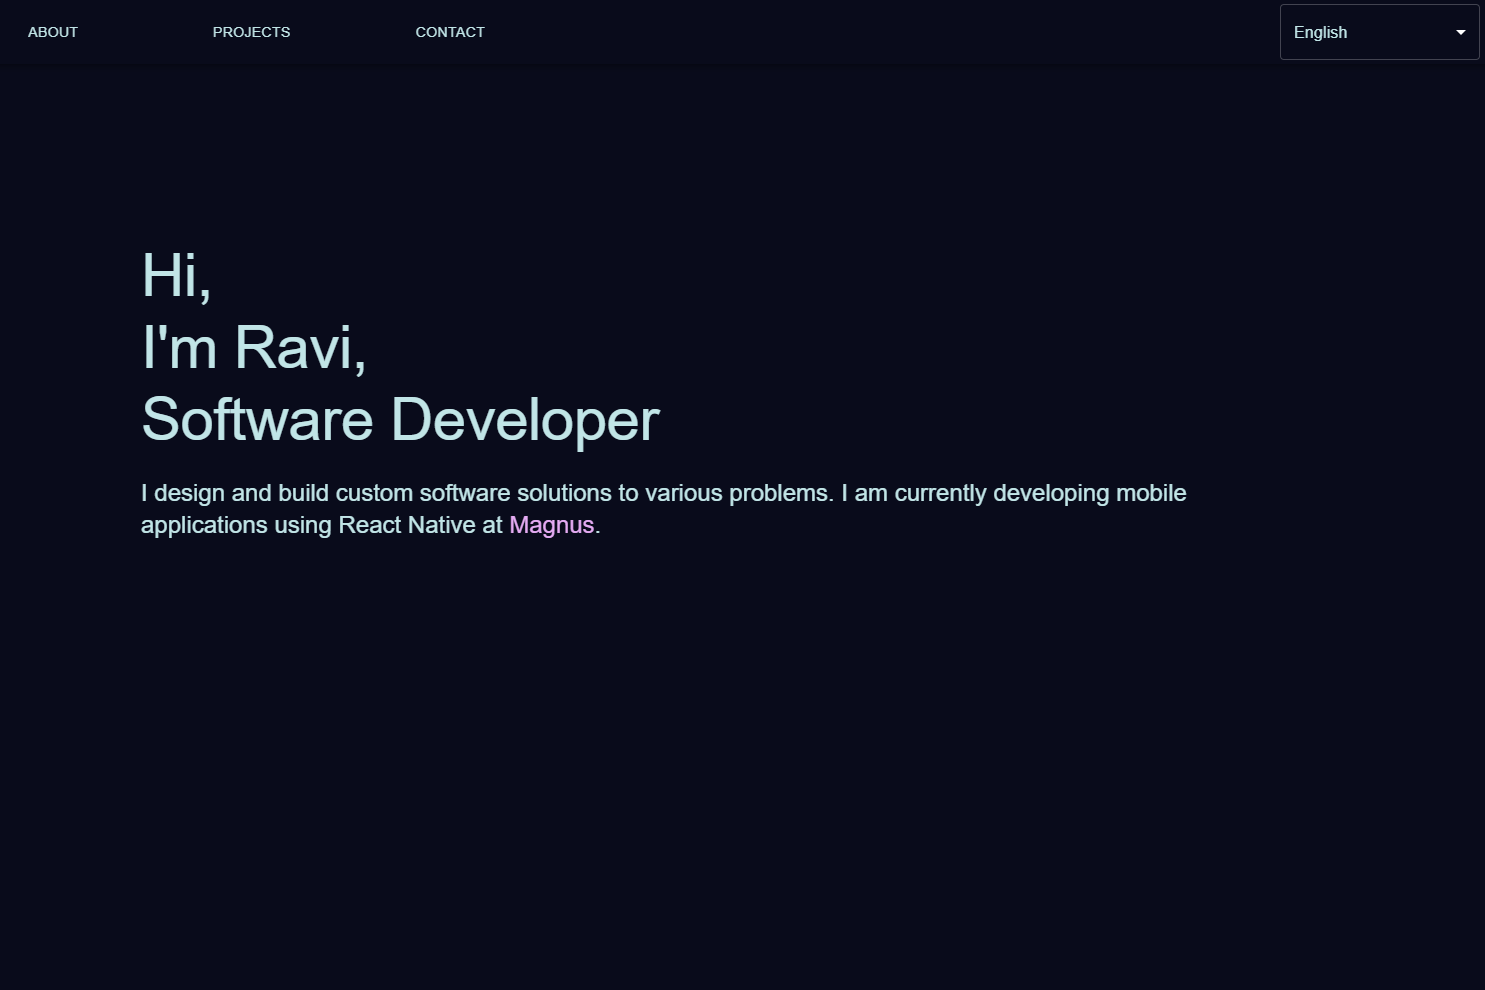 ABOUT PROJECTS CONTACT English
Hi,
I'm Ravi,
Software Developer
I design and build custom software solutions to various problems. I am currently developing mobile
applications using React Native at Magnus.